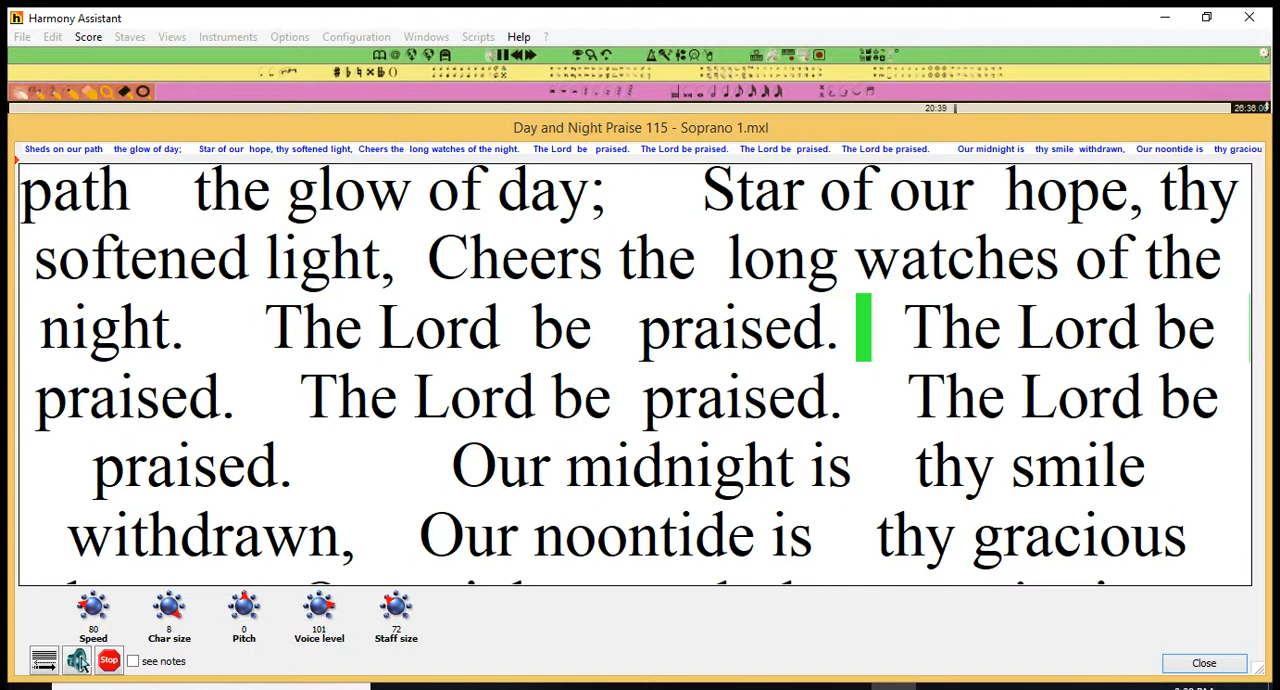 Harmony Assistant
File Edit Score Staves Views Instruments Options Configuration Windows Scripts Help ?
20:39 26:36.00
Day and Night Praise 115 - Soprano 1.mxl
Sheds on our path the glow of day; Star of our hope, thy softened light, Cheers the long watches of the night. The Lord be praised. The Lord be praised. The Lord be praised. The Lord be praised. Our midnight is thy smile withdrawn, Our noontide is thy graciou
path the glow of day; Star of our hope, thy
softened light, Cheers the long watches of the
night. The Lord be praised. The Lord be
praised. The Lord be praised. The Lord be
praised. Our midnight is thy smile
withdrawn, Our noontide is thy gracious
80 8 0 101 72
Speed Char size Pitch Voice level Staff size
Stop see notes Close